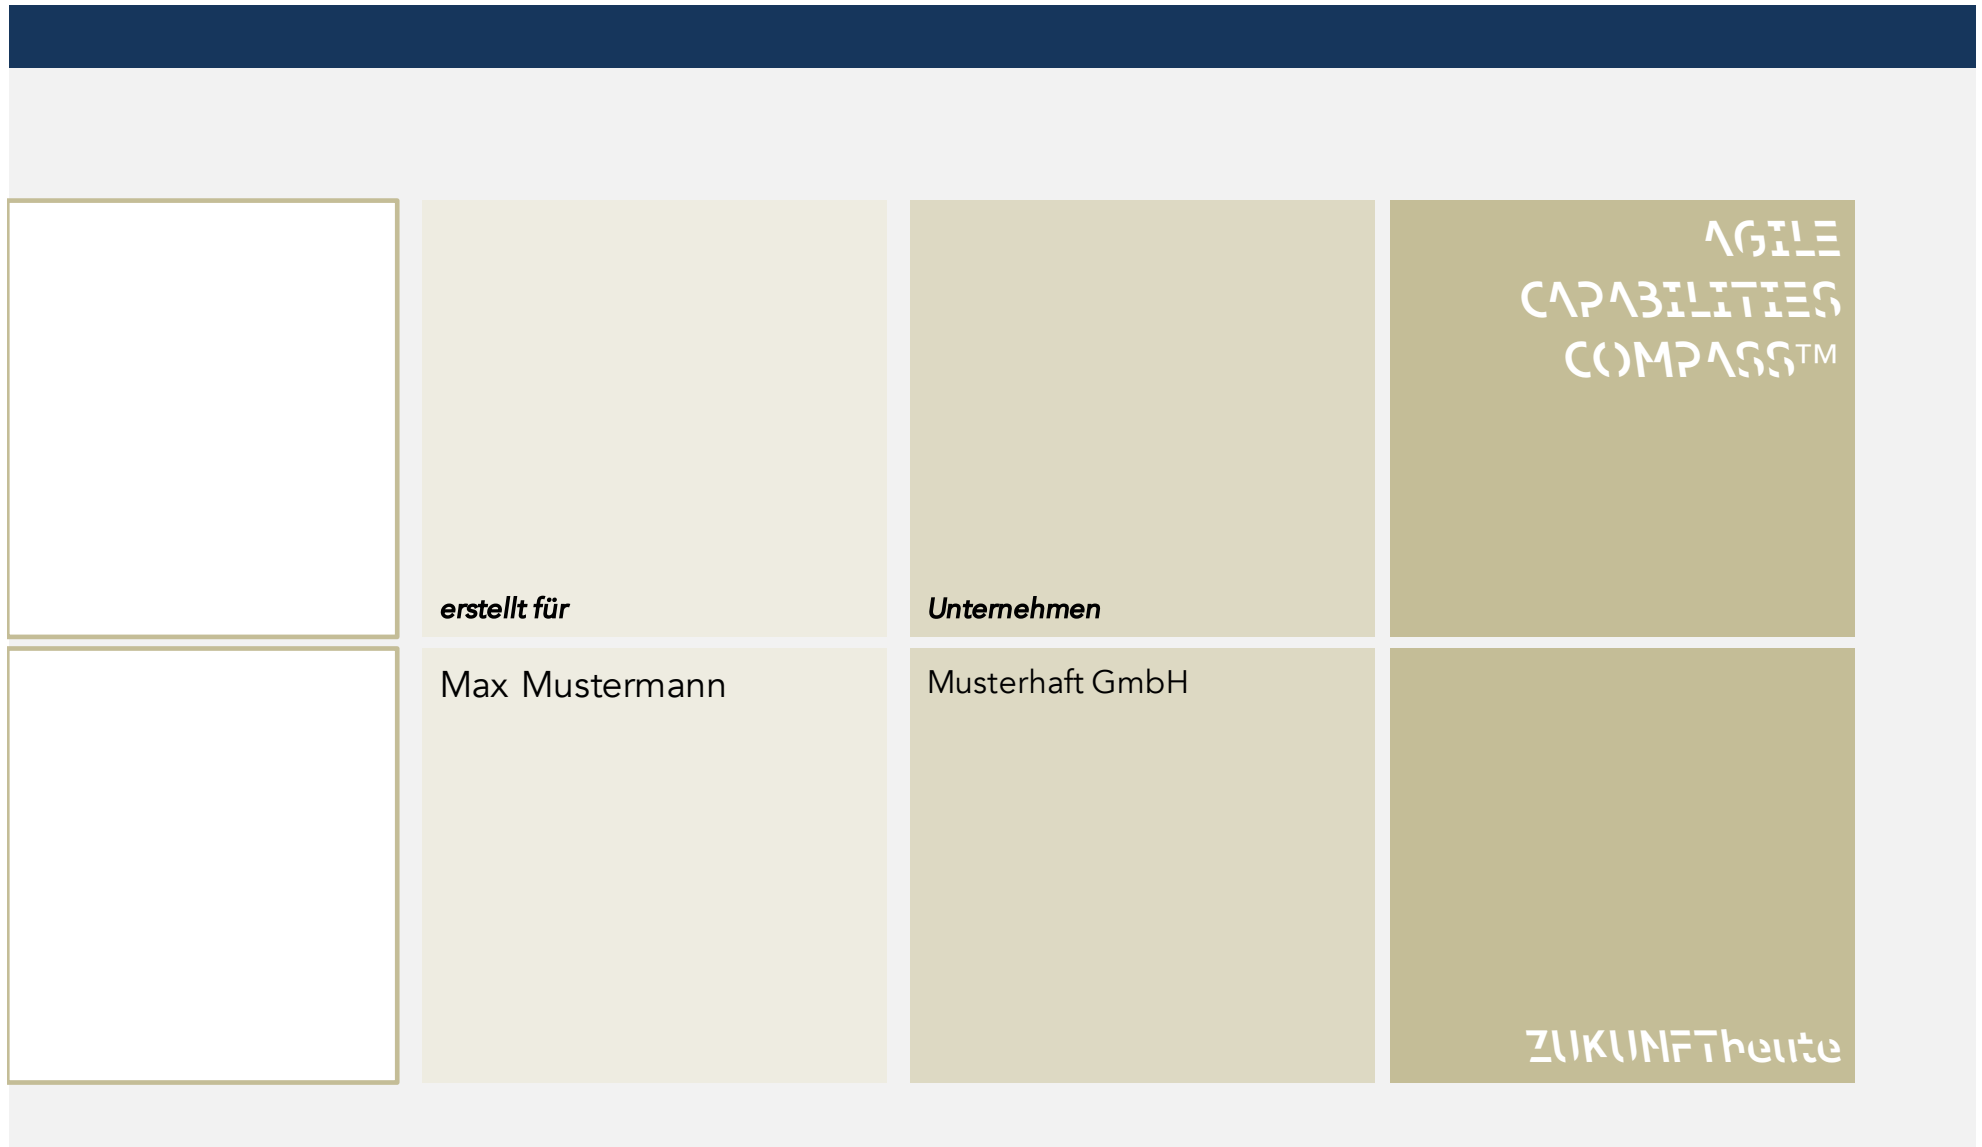 AGILE
CAPABILITIES
COMPASS™
erstellt für
Unternehmen
Max Mustermann
Musterhaft GmbH
ZUKUNFTheute